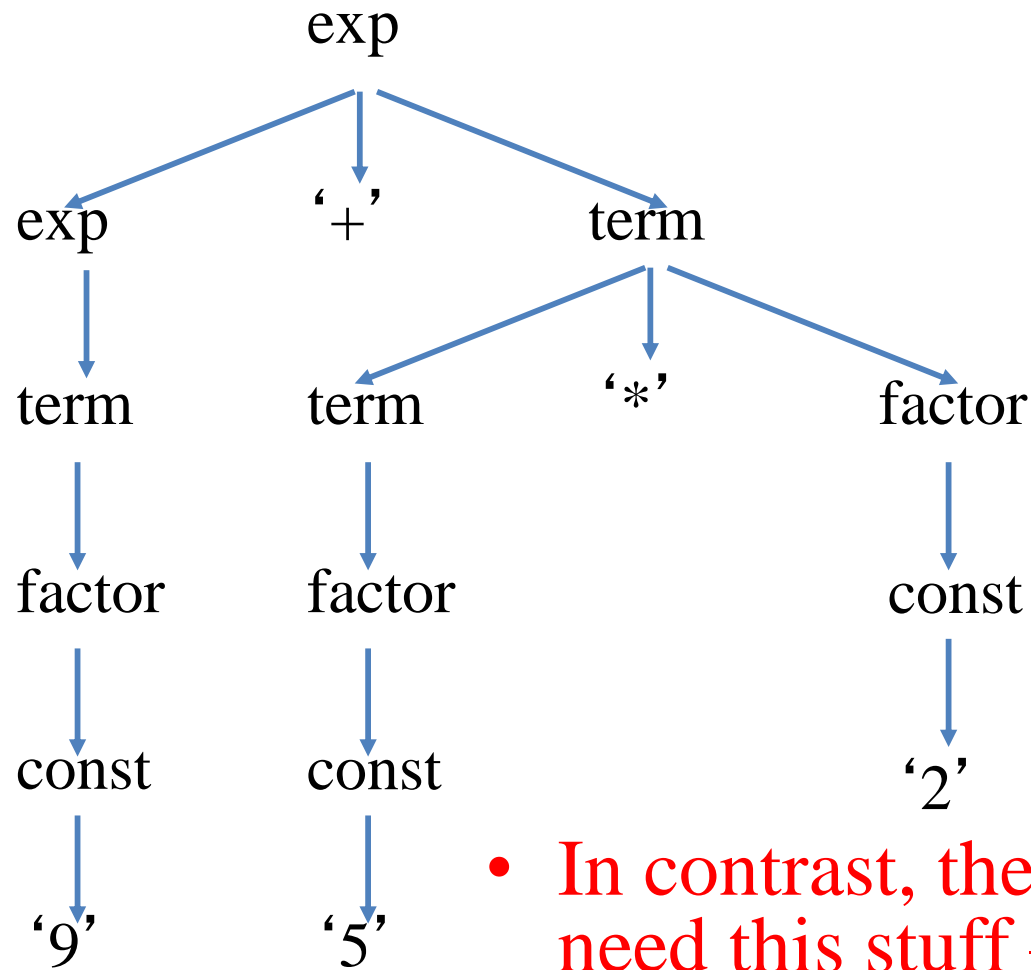 exp
exp ‘+’ term
term term ‘*’ factor
factor factor const
const const ‘2’
• In contrast, the
‘9’ ‘5’ need this stuff